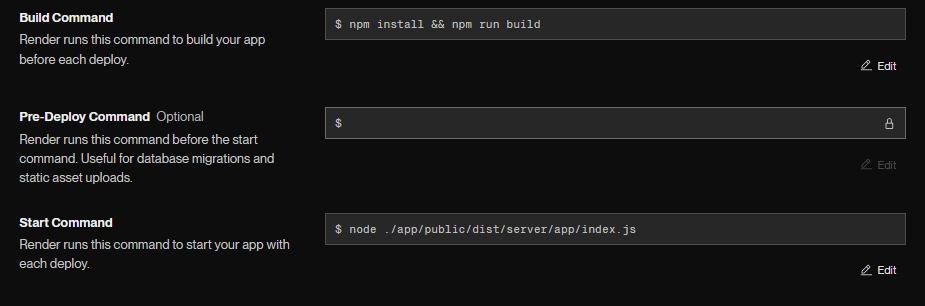 Build Command
$ npm install && npm run build
Render runs this command to build your app
before each deploy.
Edit
Pre-Deploy Command Optional
$
Render runs this command before the start
command. Useful for database migrations and
static asset uploads.
Edit
Start Command
$ node ./app/public/dist/server/app/index.js
Render runs this command to start your app with
each deploy.
Edit